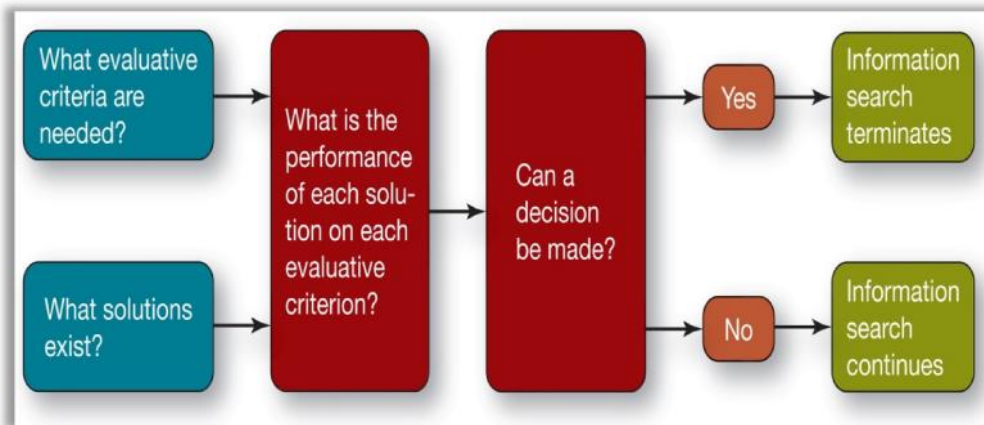 What evaluative
criteria are
needed?
What solutions
exist?
What is the
performance
of each solu-
tion on each
evaluative
criterion?
Can a
decision
be made?
Yes
Information
search
terminates
No
Information
search
continues